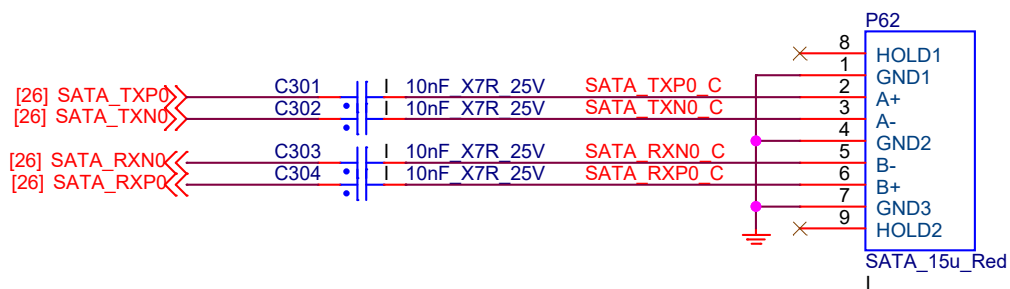 P62
8 HOLD1
1 GND1
[26] SATA_TXP0 C301 I 10nF_X7R_25V SATA_TXP0_C 2 A+
[26] SATA_TXN0 C302 I 10nF_X7R_25V SATA_TXN0_C 3 A-
4 GND2
[26] SATA_RXN0 C303 I 10nF_X7R_25V SATA_RXN0_C 5 B-
[26] SATA_RXP0 C304 I 10nF_X7R_25V SATA_RXP0_C 6 B+
7 GND3
9 HOLD2
SATA_15u_Red
I